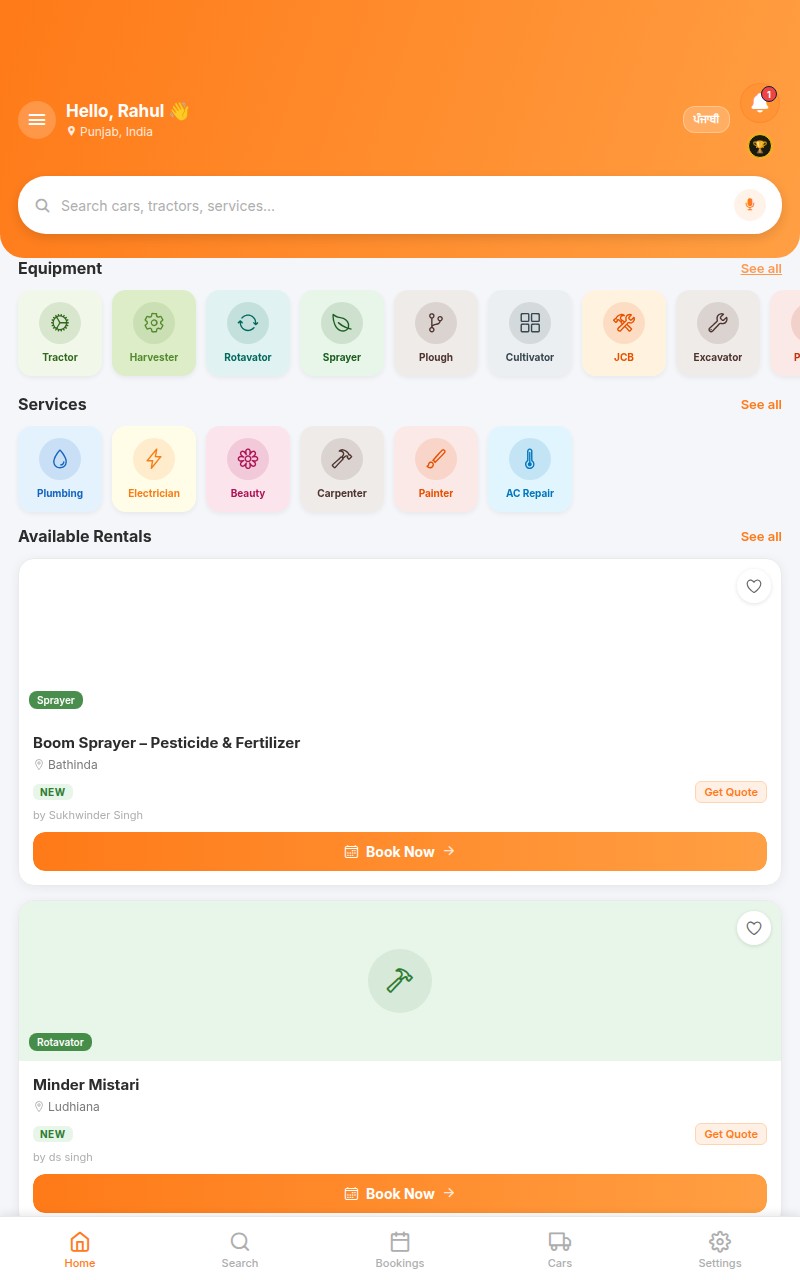 Hello, Rahul 👋
Punjab, India
ਪੰਜਾਬੀ
1
Search cars, tractors, services...
Equipment
See all
Tractor
Harvester
Rotavator
Sprayer
Plough
Cultivator
JCB
Excavator
P
Services
See all
Plumbing
Electrician
Beauty
Carpenter
Painter
AC Repair
Available Rentals
See all
Sprayer
Boom Sprayer – Pesticide & Fertilizer
Bathinda
NEW
Get Quote
by Sukhwinder Singh
Book Now →
Rotavator
Minder Mistari
Ludhiana
NEW
Get Quote
by ds singh
Book Now →
Home
Search
Bookings
Cars
Settings